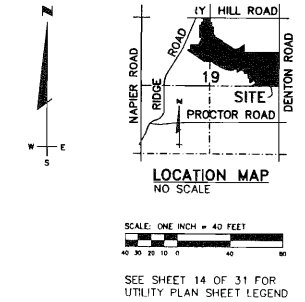 RY HILL ROAD
NAPIER ROAD
RIDGE ROAD
19
SITE
DENTON ROAD
N
PROCTOR ROAD
W E
S
LOCATION MAP
NO SCALE
SCALE: ONE INCH = 40 FEET
40 30 20 10 0 40 80
SEE SHEET 14 OF 31 FOR
UTILITY PLAN SHEET LEGEND